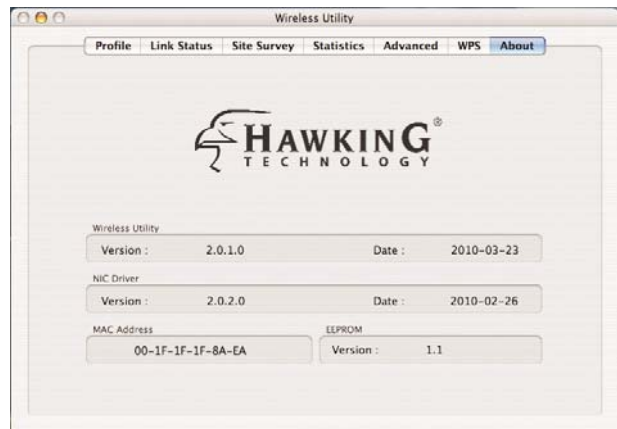 Wireless Utility
Profile Link Status Site Survey Statistics Advanced WPS About
HAWKING®
TECHNOLOGY
Wireless Utility
Version : 2.0.1.0 Date : 2010-03-23
NIC Driver
Version : 2.0.2.0 Date : 2010-02-26
MAC Address EEPROM
00-1F-1F-1F-8A-EA Version : 1.1